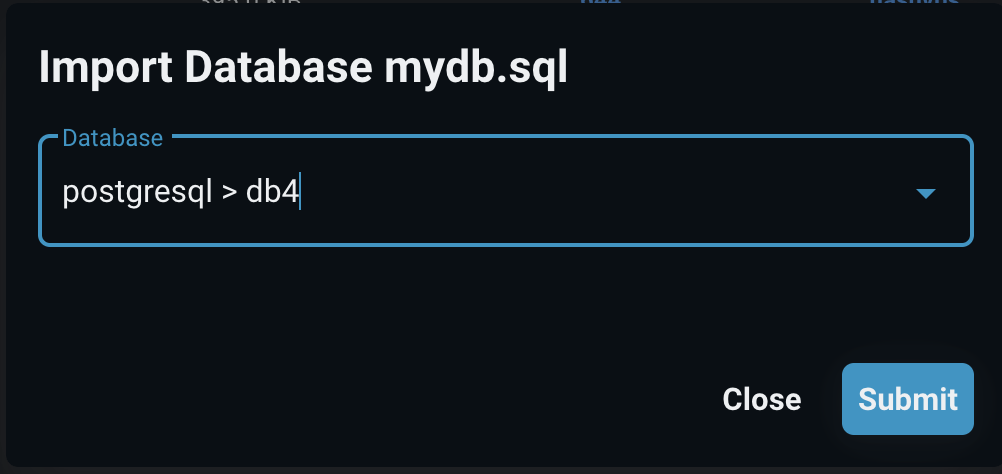 Import Database mydb.sql
Database
postgresql > db4
Close
Submit